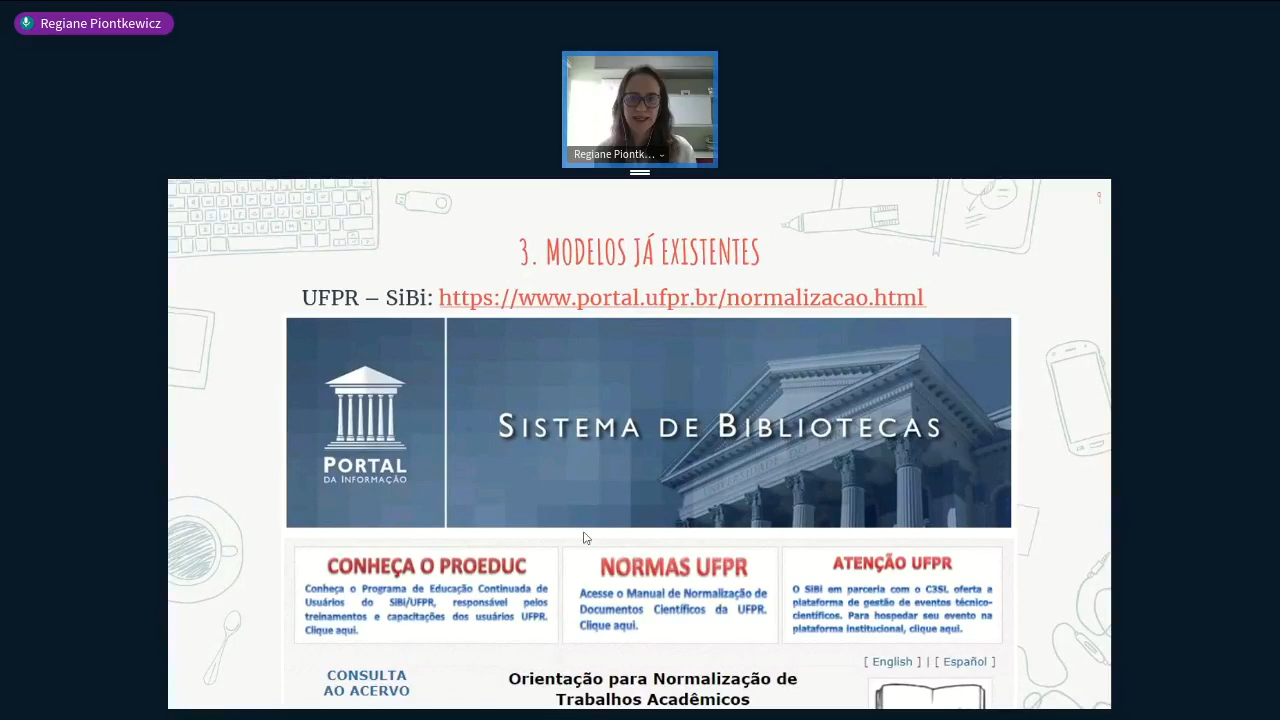 Regiane Piontkewicz
Regiane Piontk...
9
3. MODELOS JÁ EXISTENTES
UFPR – SiBi: https://www.portal.ufpr.br/normalizacao.html
PORTAL
DA INFORMAÇÃO
SISTEMA DE BIBLIOTECAS
CONHEÇA O PROEDUC
Conheça o Programa de Educação Continuada de
Usuários do SIBI/UFPR, responsável pelos
treinamentos e capacitações dos usuários UFPR.
Clique aqui.
NORMAS UFPR
Acesse o Manual de Normalização de
Documentos Científicos da UFPR.
Clique aqui.
ATENÇÃO UFPR
O SiBi em parceria com o C3SL oferta a
plataforma de gestão de eventos técnico-
científicos. Para hospedar seu evento na
plataforma institucional, clique aqui.
[ English ] | [ Español ]
CONSULTA
AO ACERVO
Orientação para Normalização de
Trabalhos Acadêmicos